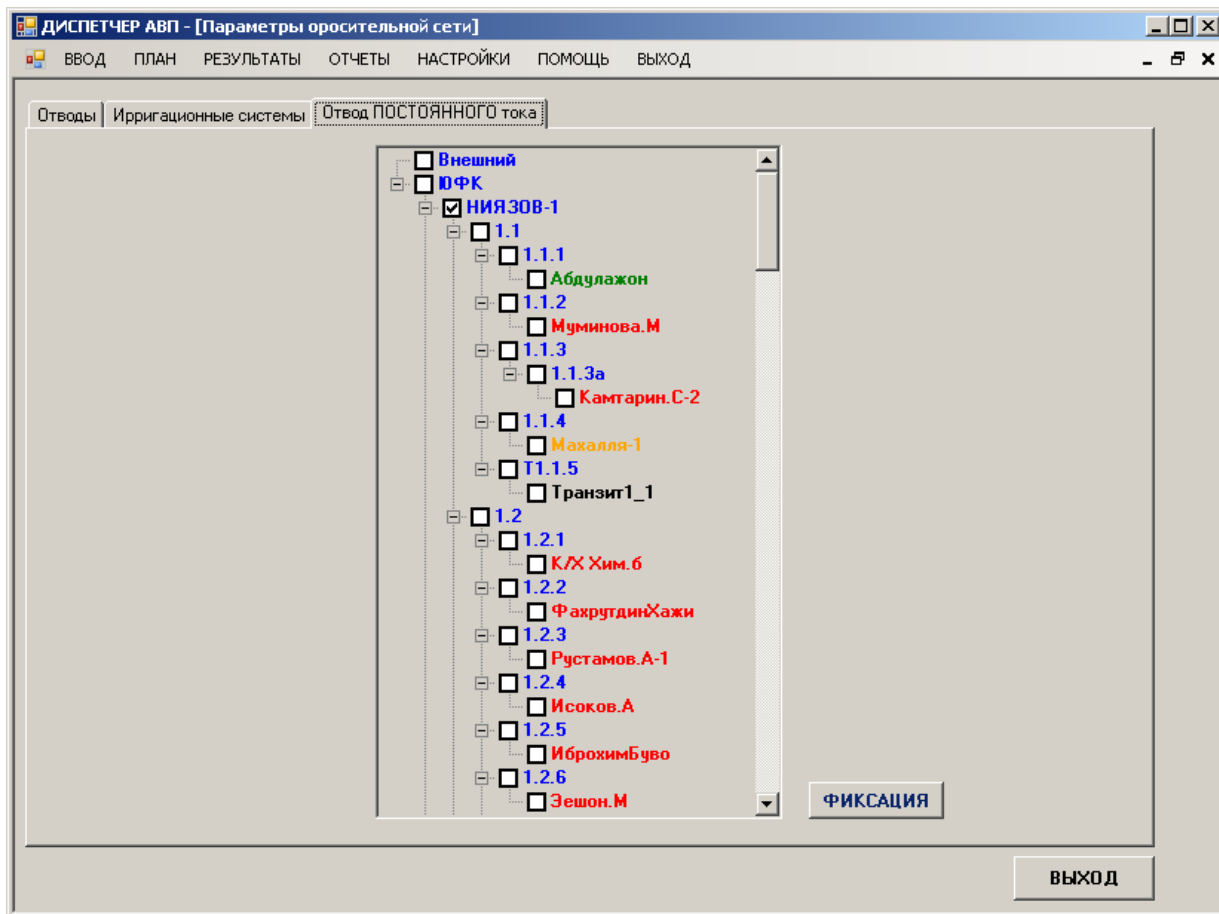 ДИСПЕТЧЕР АВП - [Параметры оросительной сети]
ВВОД ПЛАН РЕЗУЛЬТАТЫ ОТЧЕТЫ НАСТРОЙКИ ПОМОЩЬ ВЫХОД
Отводы Ирригационные системы Отвод ПОСТОЯННОГО тока
Внешний
ЮФК
НИЯЗОВ-1
1.1
1.1.1
Абдулажон
1.1.2
Муминова.М
1.1.3
1.1.3а
Камтарин.С-2
1.1.4
Махалля-1
Т1.1.5
Транзит1_1
1.2
1.2.1
К/Х Хим.б
1.2.2
ФахрутдинХажи
1.2.3
Рустамов.А-1
1.2.4
Исоков.А
1.2.5
ИброхимБуво
1.2.6
Зешон.М
ФИКСАЦИЯ
ВЫХОД